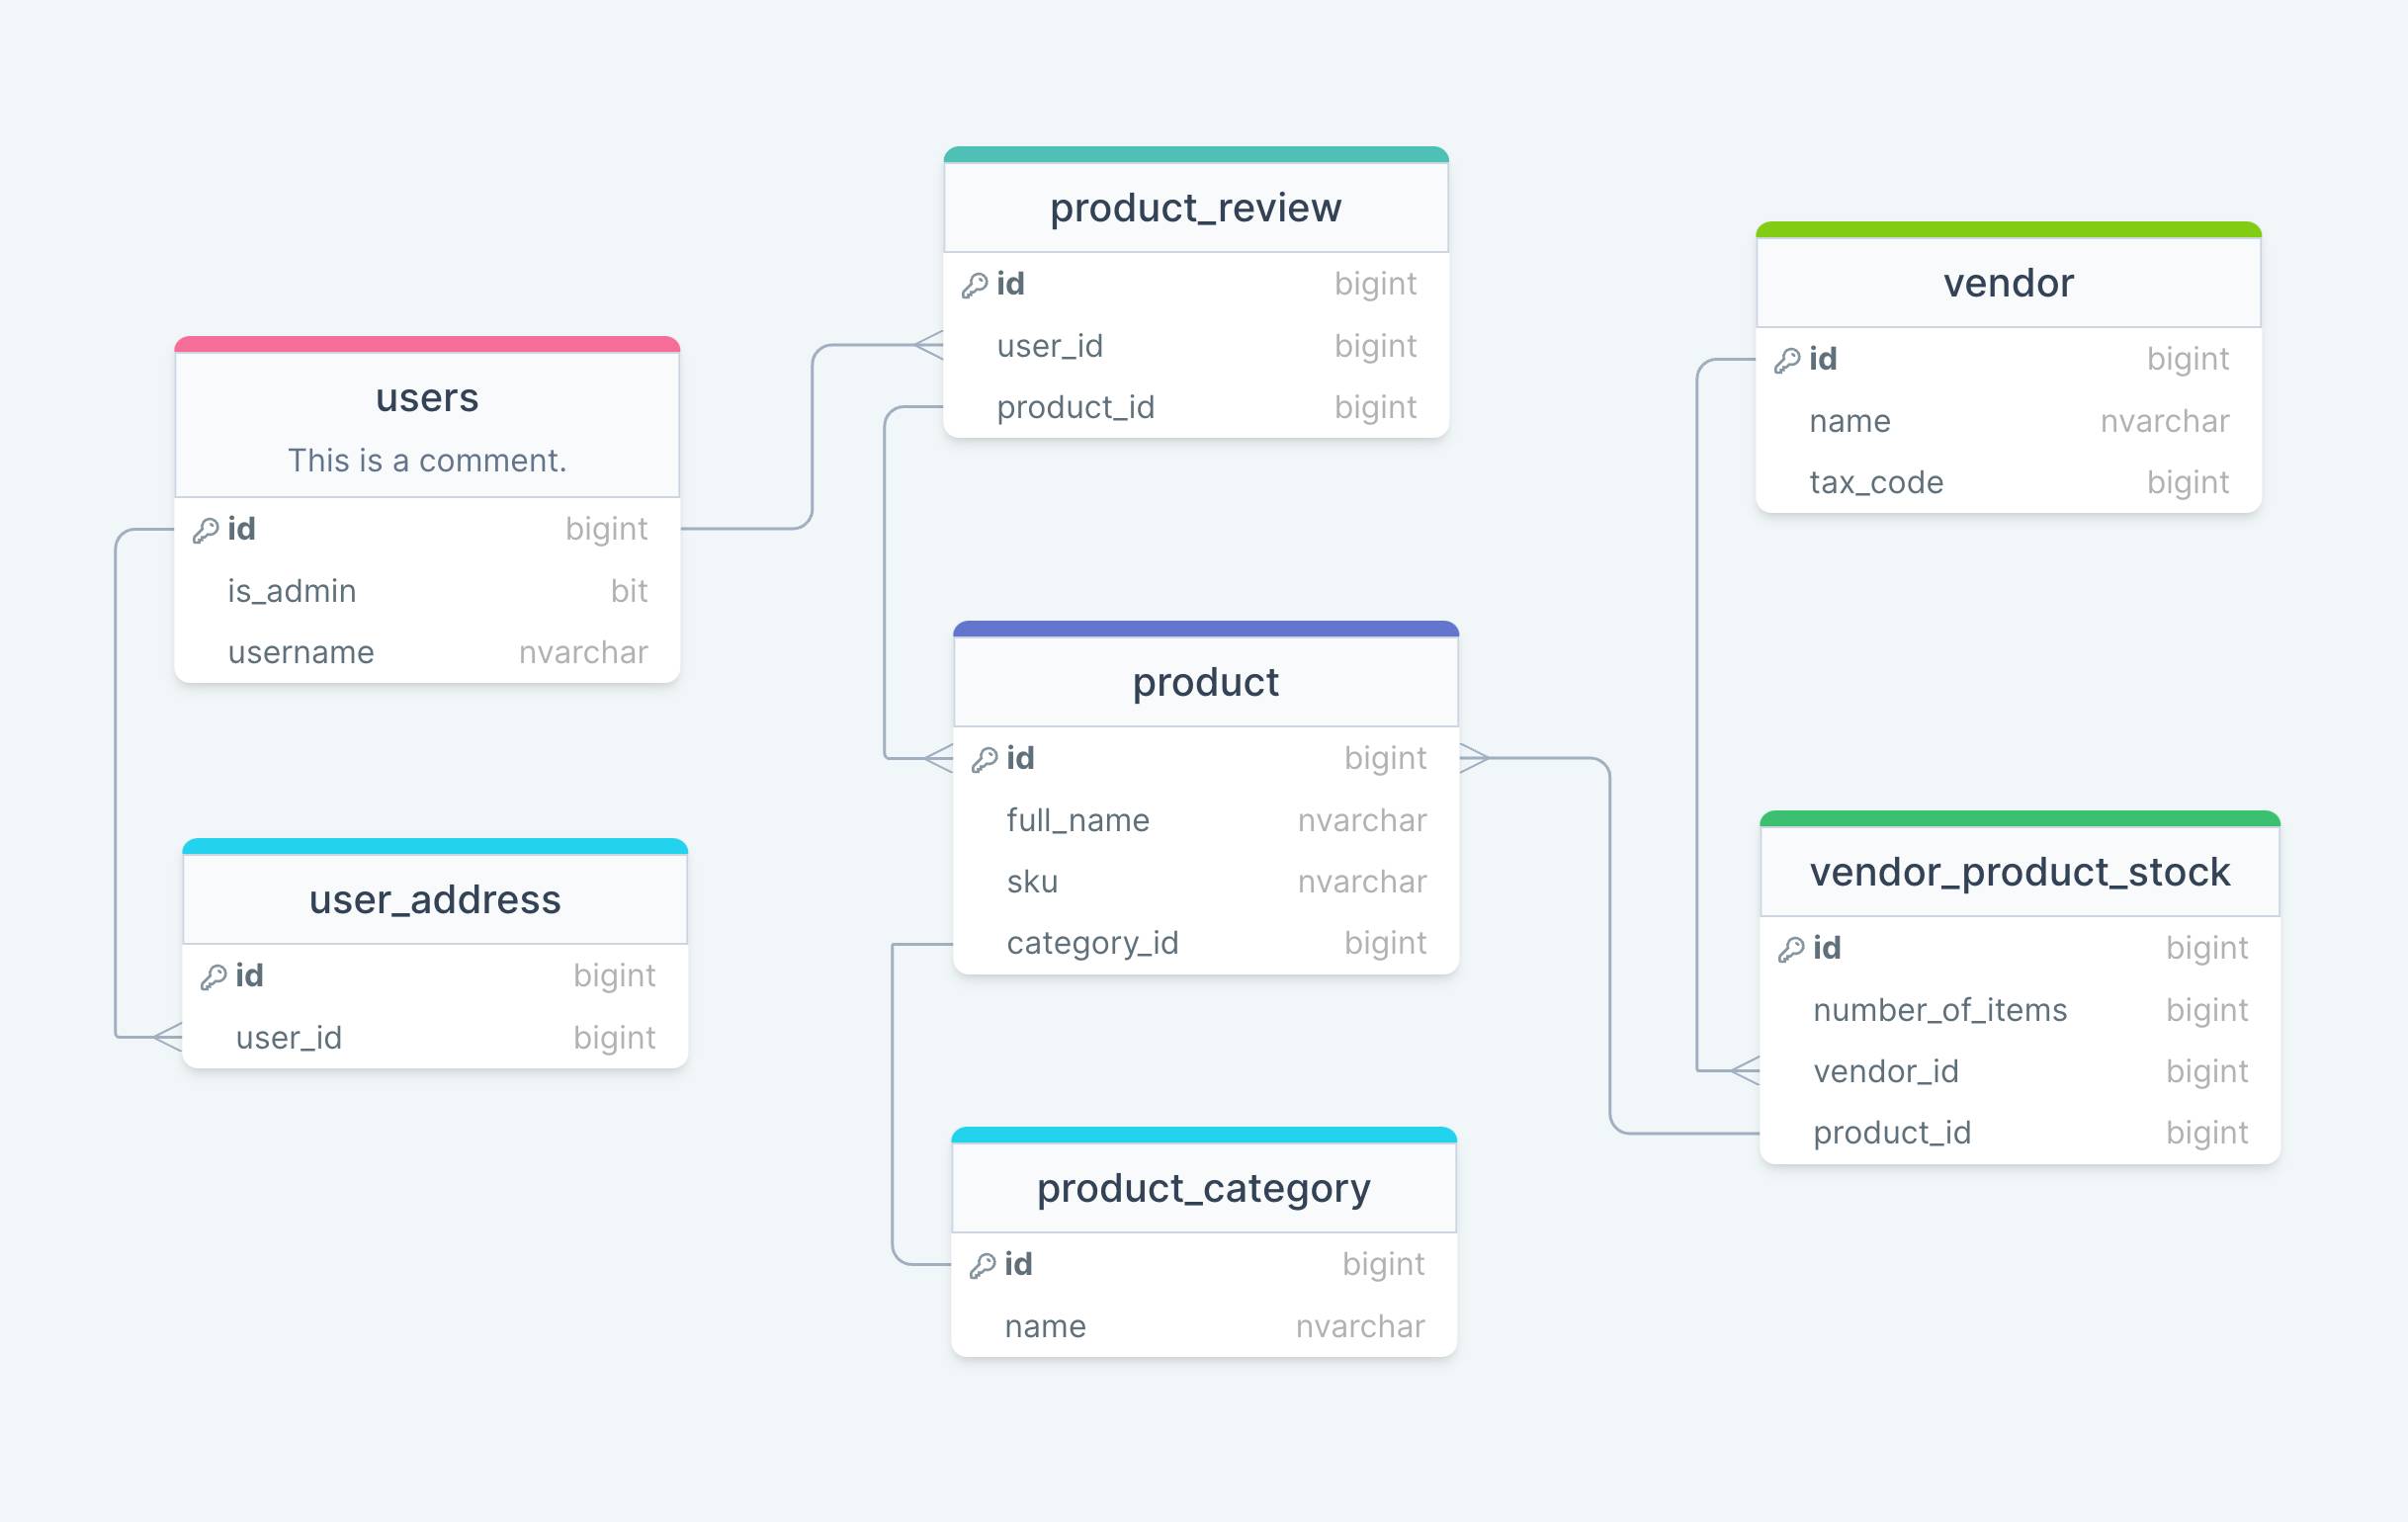 users
This is a comment.
id bigint
is_admin bit
username nvarchar
user_address
id bigint
user_id bigint
product_review
id bigint
user_id bigint
product_id bigint
product
id bigint
full_name nvarchar
sku nvarchar
category_id bigint
product_category
id bigint
name nvarchar
vendor
id bigint
name nvarchar
tax_code bigint
vendor_product_stock
id bigint
number_of_items bigint
vendor_id bigint
product_id bigint